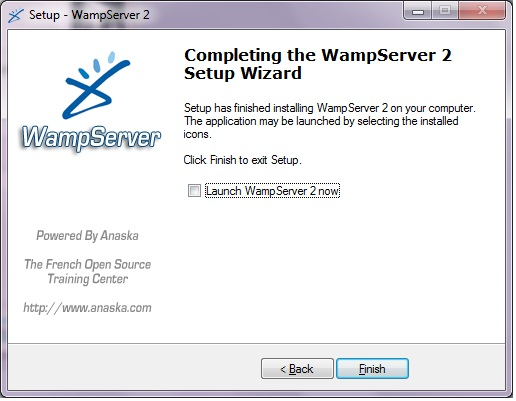 Setup - WampServer 2
Completing the WampServer 2
Setup Wizard
Setup has finished installing WampServer 2 on your computer.
The application may be launched by selecting the installed
icons.
Click Finish to exit Setup.
Launch WampServer 2 now
WampServer
Powered By Anaska
The French Open Source
Training Center
http://www.anaska.com
< Back
Finish